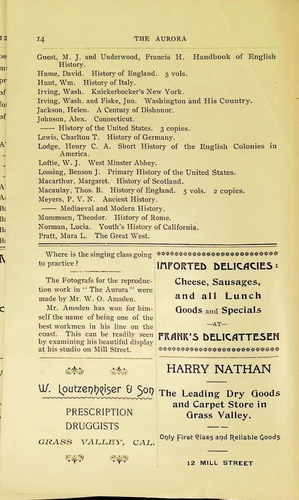 14
THE AURORA
Guest, M. J. and Underwood, Francis H. Handbook of English
History.
Hume, David. History of England. 5 vols.
Hunt, Wm. History of Italy.
Irving, Wash. Knickerbocker's New York.
Irving, Wash. and Fiske, Jno. Washington and His Country.
Jackson, Helen. A Century of Dishonor.
Johnson, Alex. Connecticut.
—— History of the United States. 3 copies.
Lewis, Charlton T. History of Germany.
Lodge, Henry C. A. Short History of the English Colonies in
America.
Loftie, W. J. West Minster Abbey.
Lossing, Benson J. Primary History of the United States.
Macarthur, Margaret. History of Scotland.
Macaulay, Thos. B. History of England. 5 vols. 2 copies.
Meyers, P. V. N. Ancient History.
—— Mediaeval and Modern History.
Mommsen, Theodor. History of Rome.
Norman, Lucia. Youth's History of California.
Pratt, Mara L. The Great West.
Where is the singing class going
to practice?
The Fotografs for the reproduc-
tion work in "The Aurora" were
made by Mr. W. O. Amsden.
Mr. Amsden has won for him-
self the name of being one of the
best workmen in his line on the
coast. This can be readily seen
by examining his beautiful display
at his studio on Mill Street.
IMPORTED DELICACIES:
Cheese, Sausages,
and all Lunch
Goods and Specials
—AT—
FRANK'S DELICATTESEN
W. Loutzenheiser & Son
PRESCRIPTION
DRUGGISTS
GRASS VALLEY, CAL.
HARRY NATHAN
The Leading Dry Goods
and Carpet Store in
Grass Valley.
Only First Class and Reliable Goods
12 MILL STREET